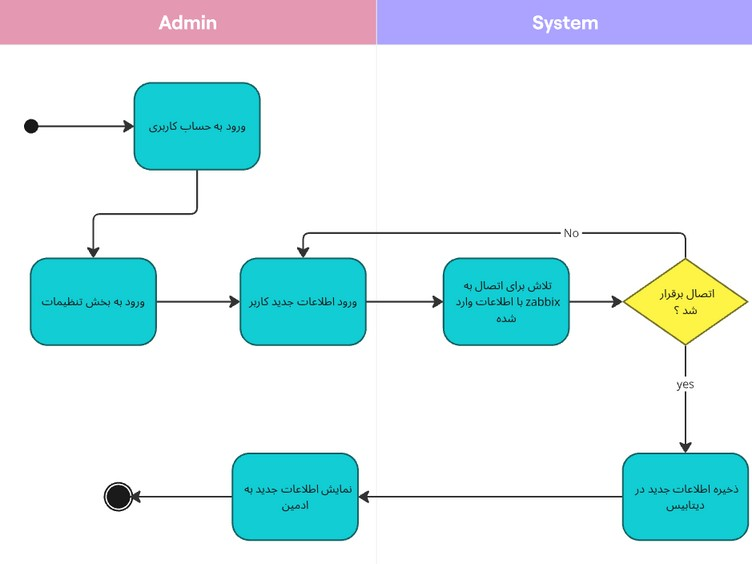 Admin
System
ورود به حساب کاربری
No
ورود به بخش تنظیمات
ورود اطلاعات جدید کاربر
تلاش برای اتصال به
zabbix با اطلاعات وارد
شده
اتصال برقرار
شد ؟
yes
نمایش اطلاعات جدید به
ادمین
ذخیره اطلاعات جدید در
دیتابیس